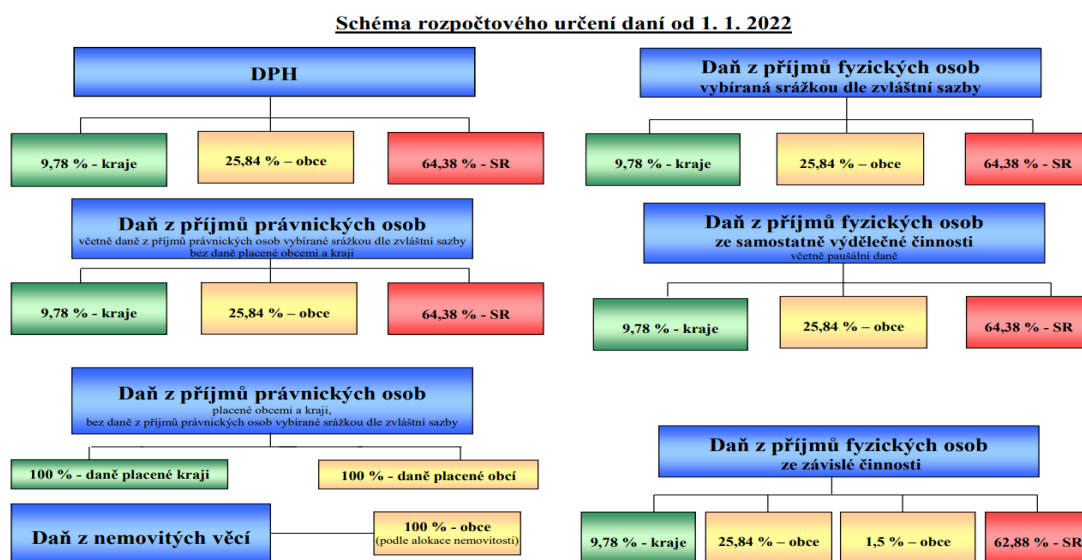 Schéma rozpočtového určení daní od 1. 1. 2022
DPH
9,78 % - kraje
25,84 % – obce
64,38 % - SR
Daň z příjmů fyzických osob
vybíraná srážkou dle zvláštní sazby
9,78 % - kraje
25,84 % – obce
64,38 % - SR
Daň z příjmů právnických osob
včetně daně z příjmů právnických osob vybírané srážkou dle zvláštní sazby
bez daně placené obcemi a kraji
9,78 % - kraje
25,84 % – obce
64,38 % - SR
Daň z příjmů fyzických osob
ze samostatně výdělečné činnosti
včetně paušální daně
9,78 % - kraje
25,84 % – obce
64,38 % - SR
Daň z příjmů právnických osob
placené obcemi a kraji,
bez daně z příjmů právnických osob vybírané srážkou dle zvláštní sazby
100 % - daně placené kraji
100 % - daně placené obcí
Daň z příjmů fyzických osob
ze závislé činnosti
9,78 % - kraje
25,84 % – obce
1,5 % – obce
62,88 % - SR
Daň z nemovitých věcí
100 % - obce
(podle alokace nemovitosti)